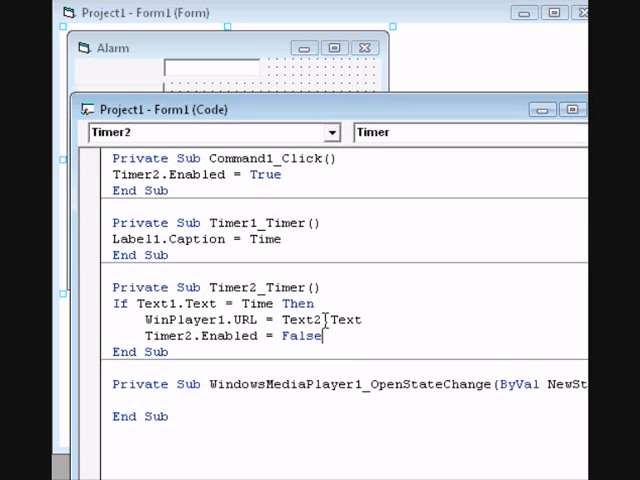 Project1 - Form1 (Form)
Alarm
Project1 - Form1 (Code)
Timer2
Timer
Private Sub Command1_Click()
Timer2.Enabled = True
End Sub
Private Sub Timer1_Timer()
Label1.Caption = Time
End Sub
Private Sub Timer2_Timer()
If Text1.Text = Time Then
WinPlayer1.URL = Text2.Text
Timer2.Enabled = False
End Sub
Private Sub WindowsMediaPlayer1_OpenStateChange(ByVal NewSt
End Sub